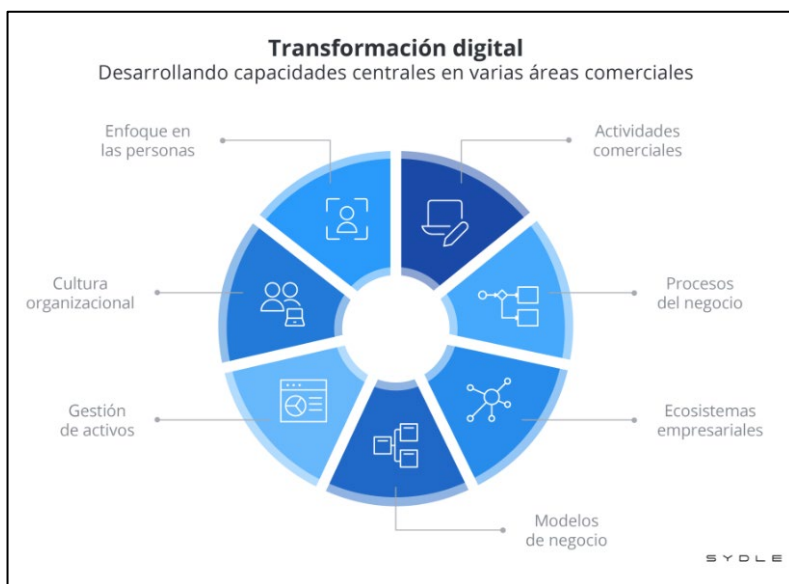 Transformación digital
Desarrollando capacidades centrales en varias áreas comerciales
Enfoque en
las personas
Actividades
comerciales
Cultura
organizacional
Procesos
del negocio
Gestión
de activos
Ecosistemas
empresariales
Modelos
de negocio
SYDLE